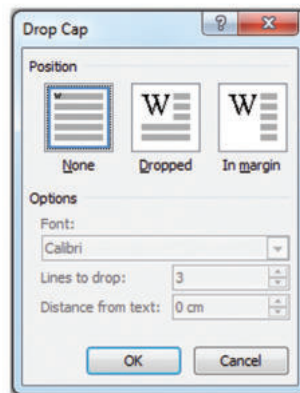 Drop Cap
?
Position
W W W
None Dropped In margin
Options
Font:
Calibri
Lines to drop: 3
Distance from text: 0 cm
OK Cancel